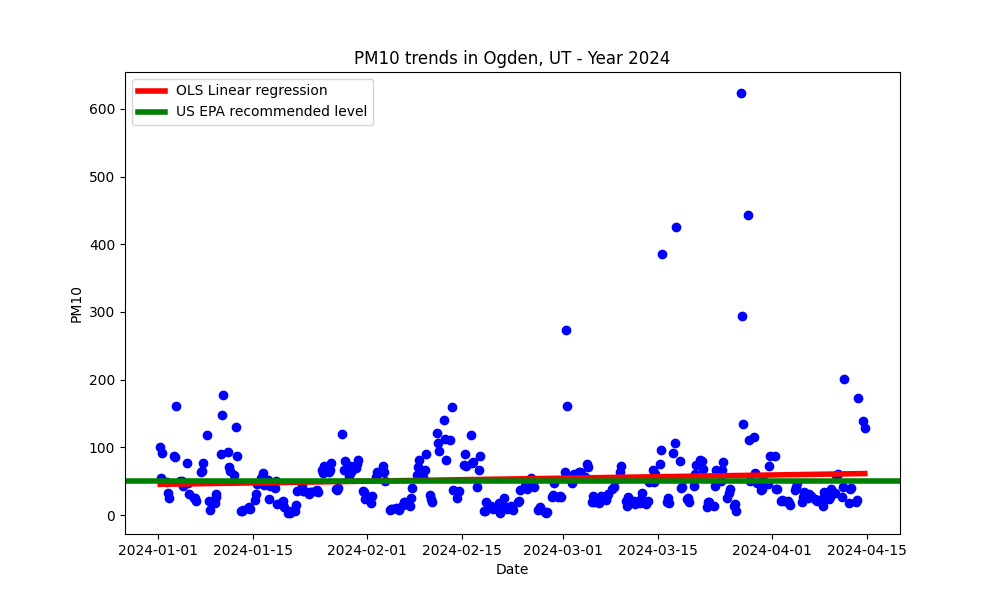 PM10 trends in Ogden, UT - Year 2024
OLS Linear regression
US EPA recommended level
600
500
400
300
200
100
0
PM10
2024-01-01 2024-01-15 2024-02-01 2024-02-15 2024-03-01 2024-03-15 2024-04-01 2024-04-15
Date